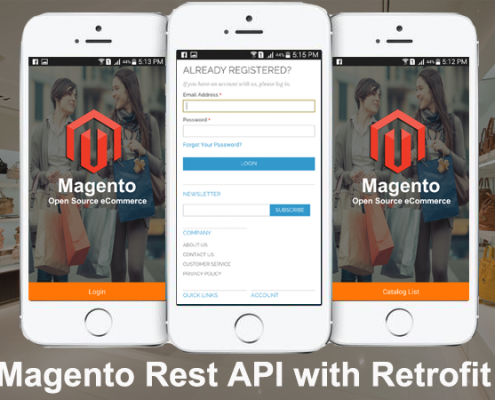 44% 5:13 PM
Magento
Open Source eCommerce
Login
44% 5:15 PM
ALREADY REGISTERED?
If you have an account with us, please log in.
Email Address *
Password *
Forgot Your Password?
LOGIN
NEWSLETTER
SUBSCRIBE
COMPANY
ABOUT US
CONTACT US
CUSTOMER SERVICE
PRIVACY POLICY
QUICK LINKS ACCOUNT
44% 5:12 PM
Magento
Open Source eCommerce
Catalog List
Magento Rest API with Retrofit